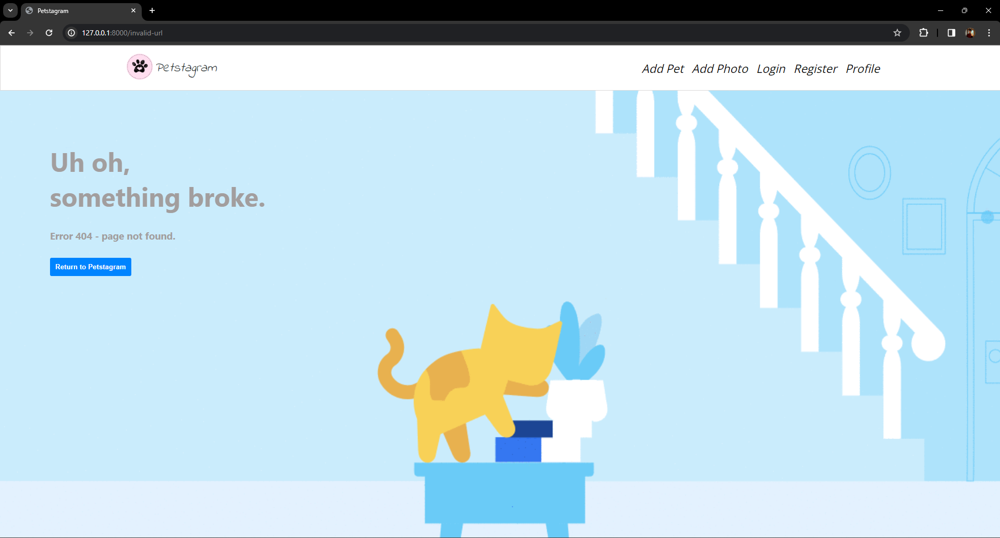 Petstagram
127.0.0.1:8000/invalid-url
Petstagram
Add Pet Add Photo Login Register Profile
Uh oh,
something broke.
Error 404 - page not found.
Return to Petstagram